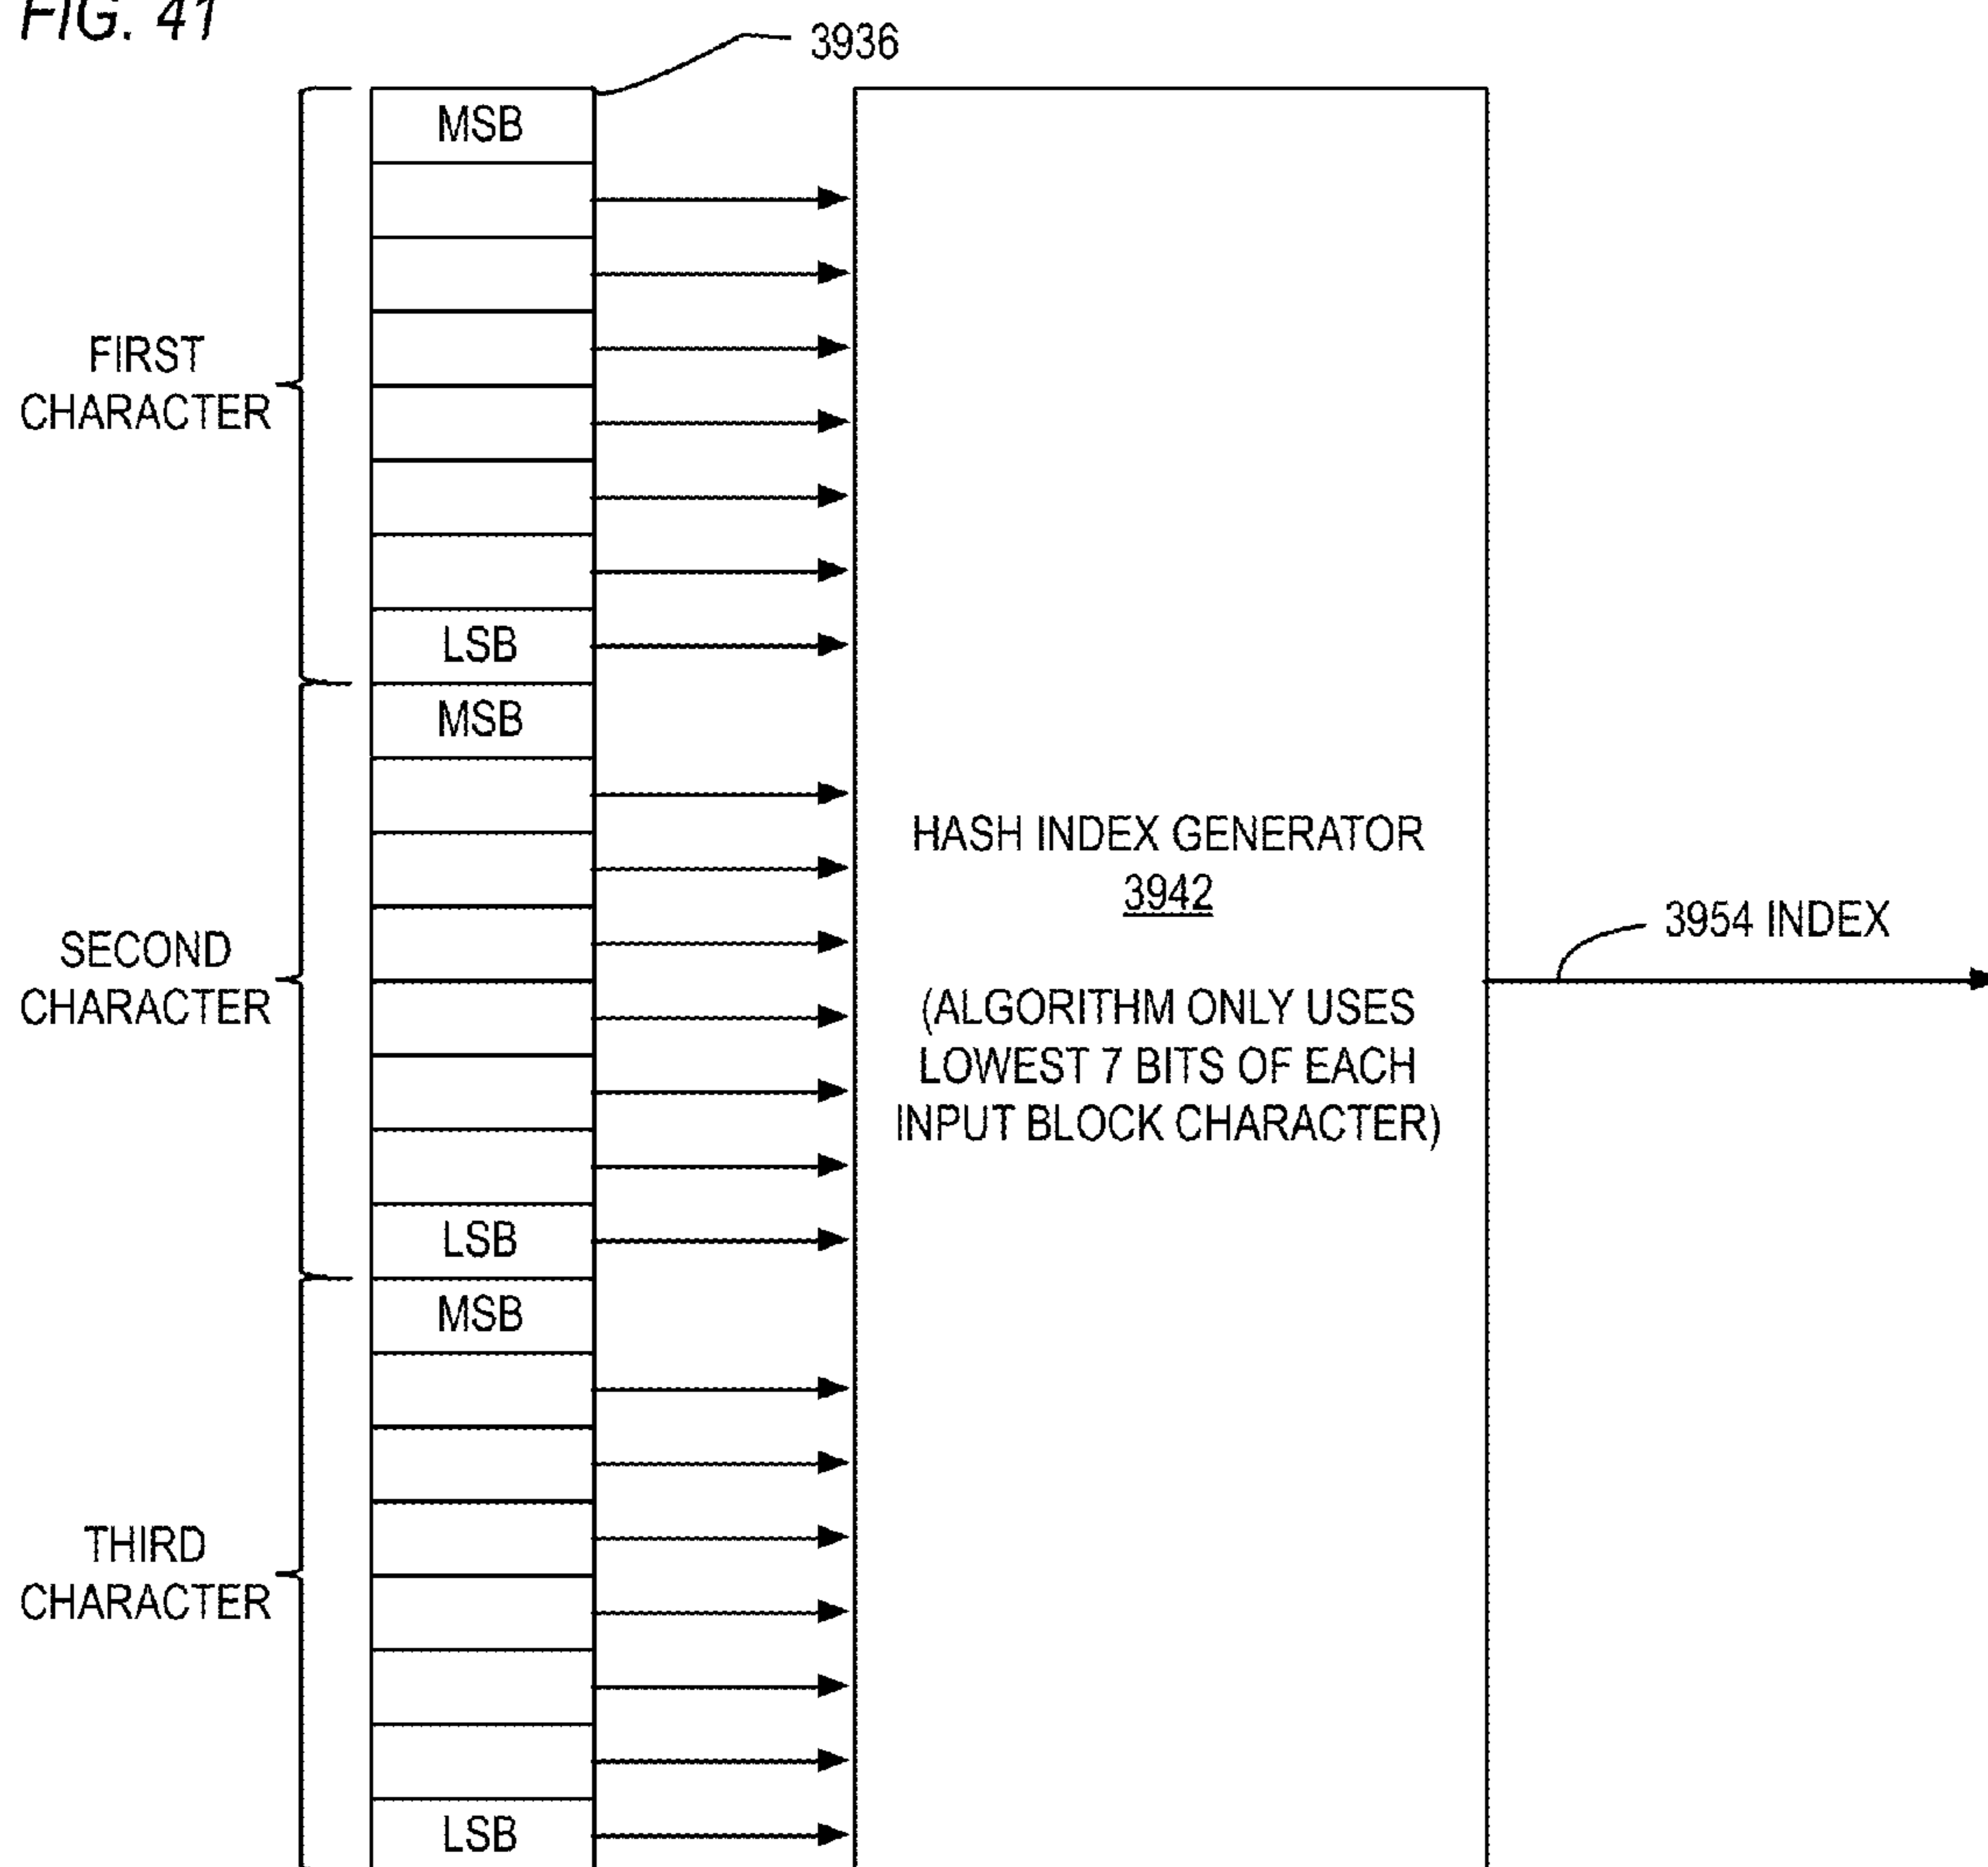 FIG. 41
3936
MSB
FIRST
CHARACTER
LSB
MSB
SECOND
CHARACTER
LSB
MSB
THIRD
CHARACTER
LSB
HASH INDEX GENERATOR
3942
(ALGORITHM ONLY USES
LOWEST 7 BITS OF EACH
INPUT BLOCK CHARACTER)
3954 INDEX